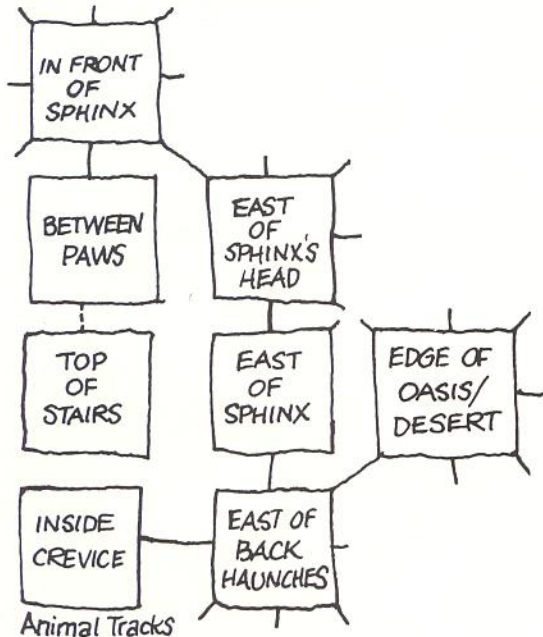 IN FRONT
OF
SPHINX
BETWEEN
PAWS
EAST
OF
SPHINX'S
HEAD
TOP
OF
STAIRS
EAST
OF
SPHINX
EDGE OF
OASIS/
DESERT
INSIDE
CREVICE
EAST OF
BACK
HAUNCHES
Animal Tracks